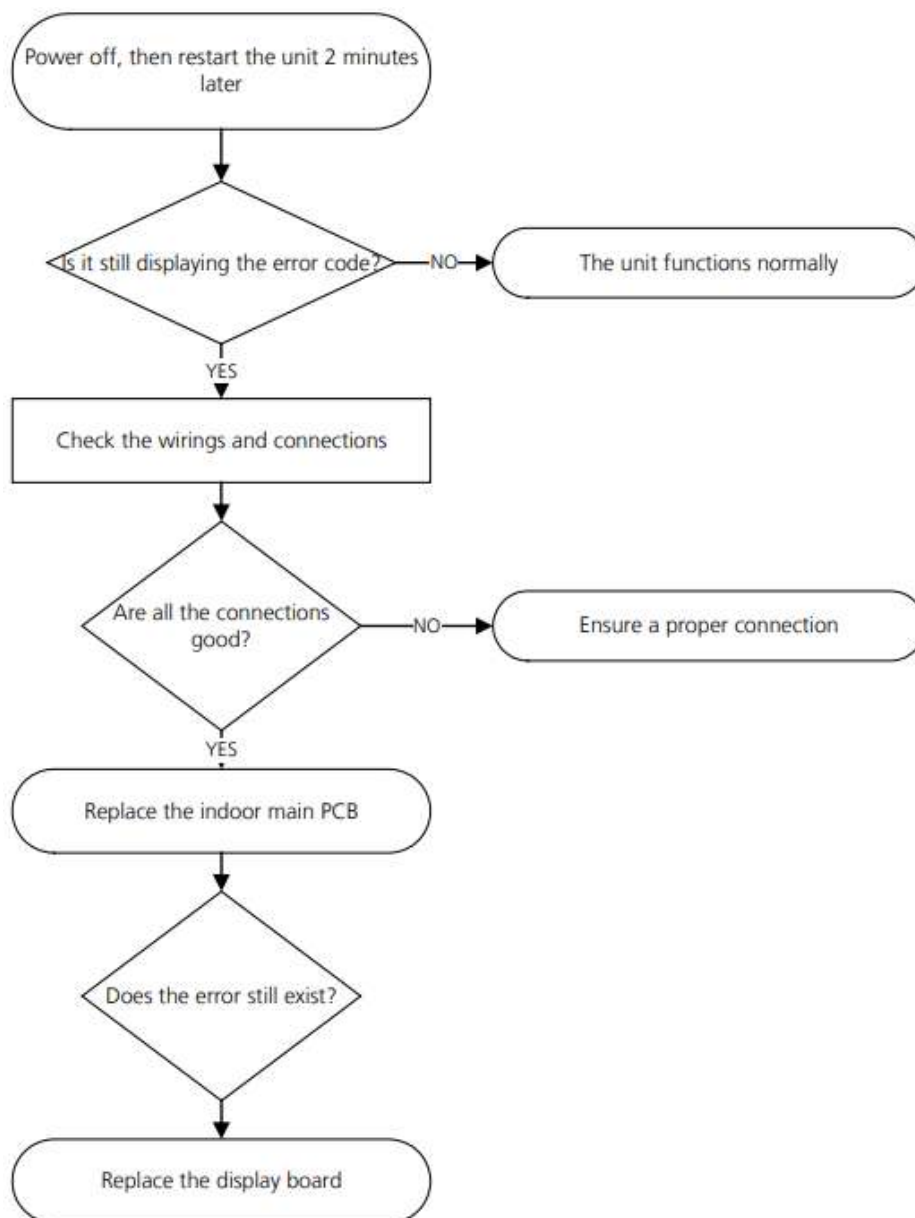 Power off, then restart the unit 2 minutes
later
Is it still displaying the error code?
NO
The unit functions normally
YES
Check the wirings and connections
Are all the connections
good?
NO
Ensure a proper connection
YES
Replace the indoor main PCB
Does the error still exist?
Replace the display board